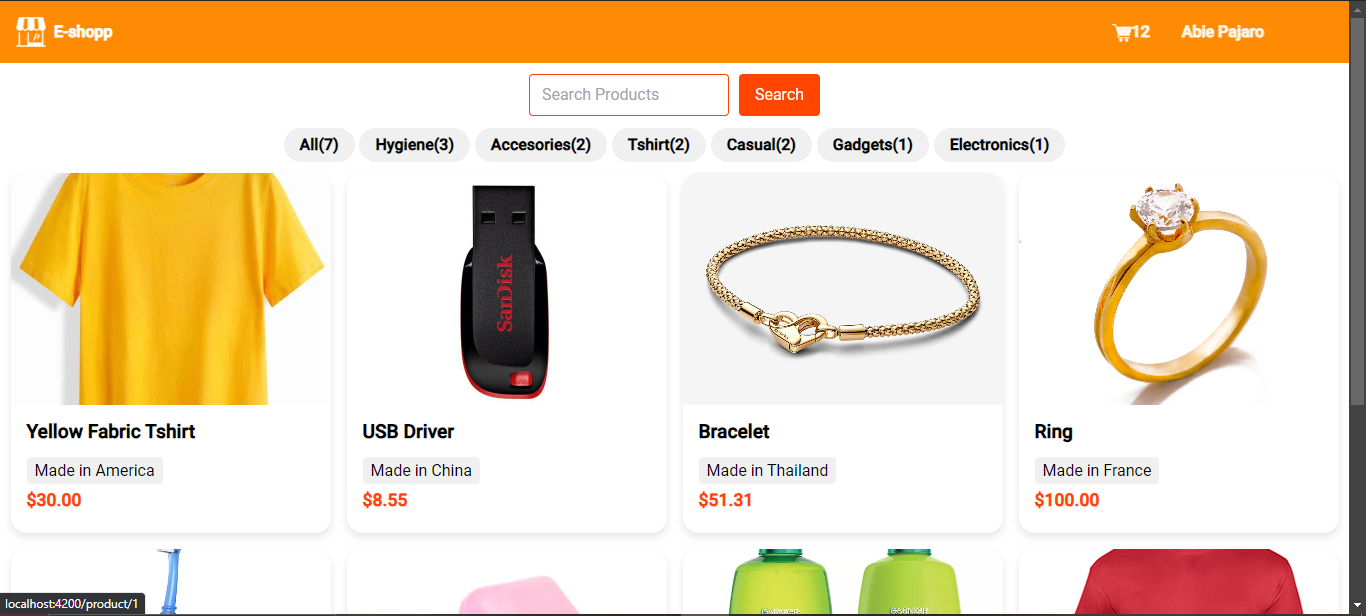 E-shopp
12 Abie Pajaro
Search Products Search
All(7) Hygiene(3) Accesories(2) Tshirt(2) Casual(2) Gadgets(1) Electronics(1)
SanDisk
Yellow Fabric Tshirt USB Driver Bracelet Ring
Made in America Made in China Made in Thailand Made in France
$30.00 $8.55 $51.31 $100.00
GARNIER GARNIER
localhost:4200/product/1